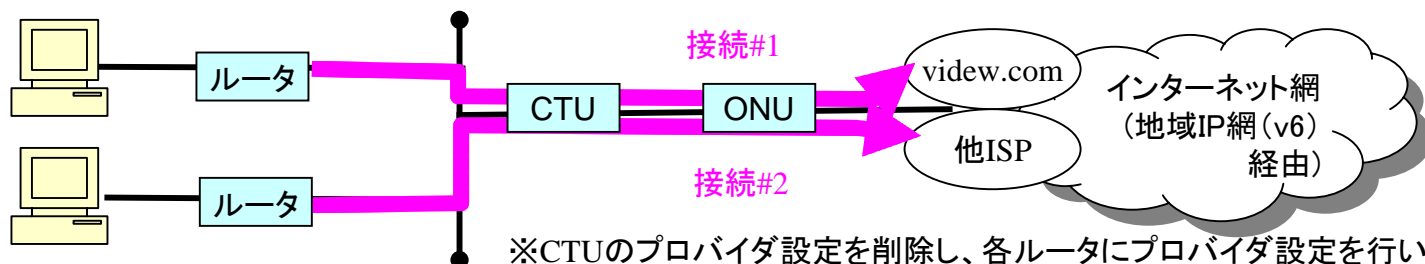 接続#1
ルータ
videw.com
CTU
ONU
インターネット網
(地域IP網(v6)
経由)
他ISP
接続#2
ルータ
※CTUのプロバイダ設定を削除し、各ルータにプロバイダ設定を行い